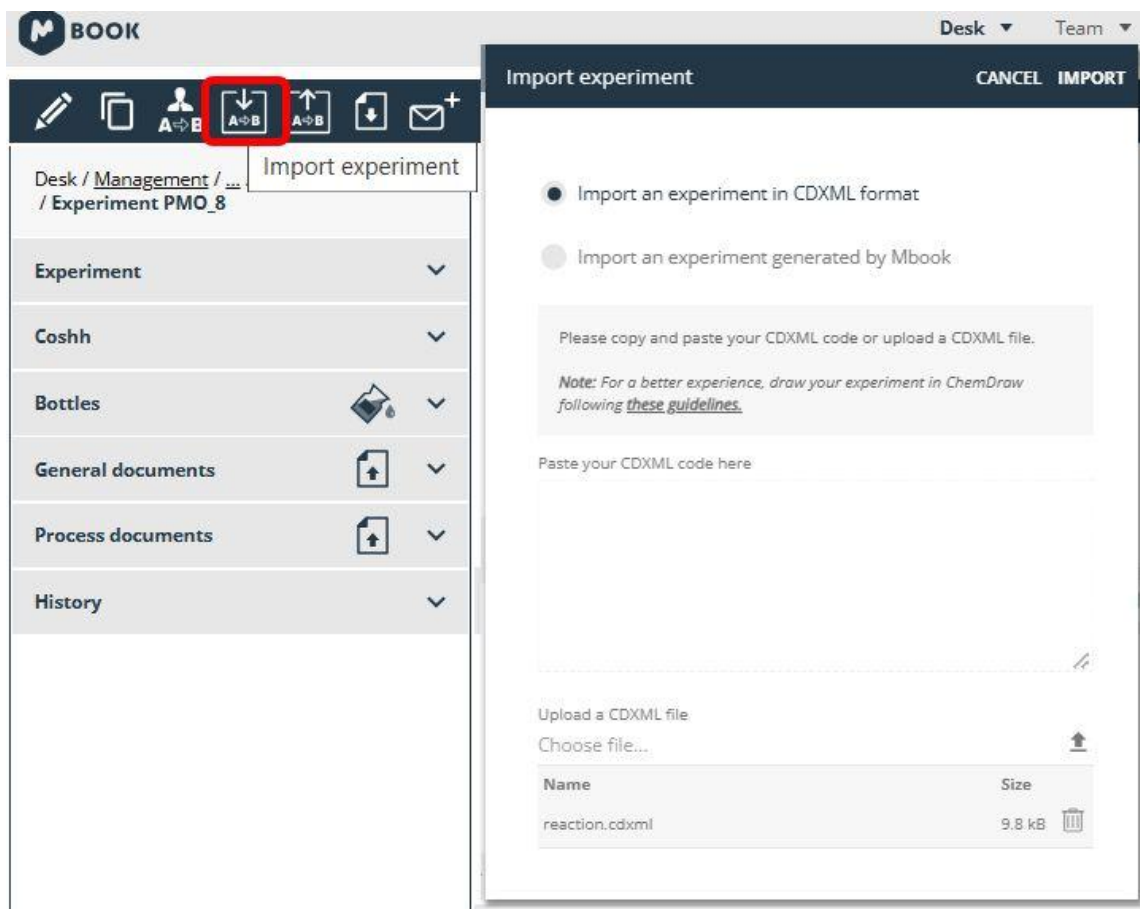 M BOOK
Desk ▼ Team ▼
A⇨B A⇨B A⇨B
Import experiment
Desk / Management / ...
/ Experiment PMO_8
Experiment
Coshh
Bottles
General documents
Process documents
History
Import experiment CANCEL IMPORT
Import an experiment in CDXML format
Import an experiment generated by Mbook
Please copy and paste your CDXML code or upload a CDXML file.
Note: For a better experience, draw your experiment in ChemDraw
following these guidelines.
Paste your CDXML code here
Upload a CDXML file
Choose file...
Name Size
reaction.cdxml 9.8 kB